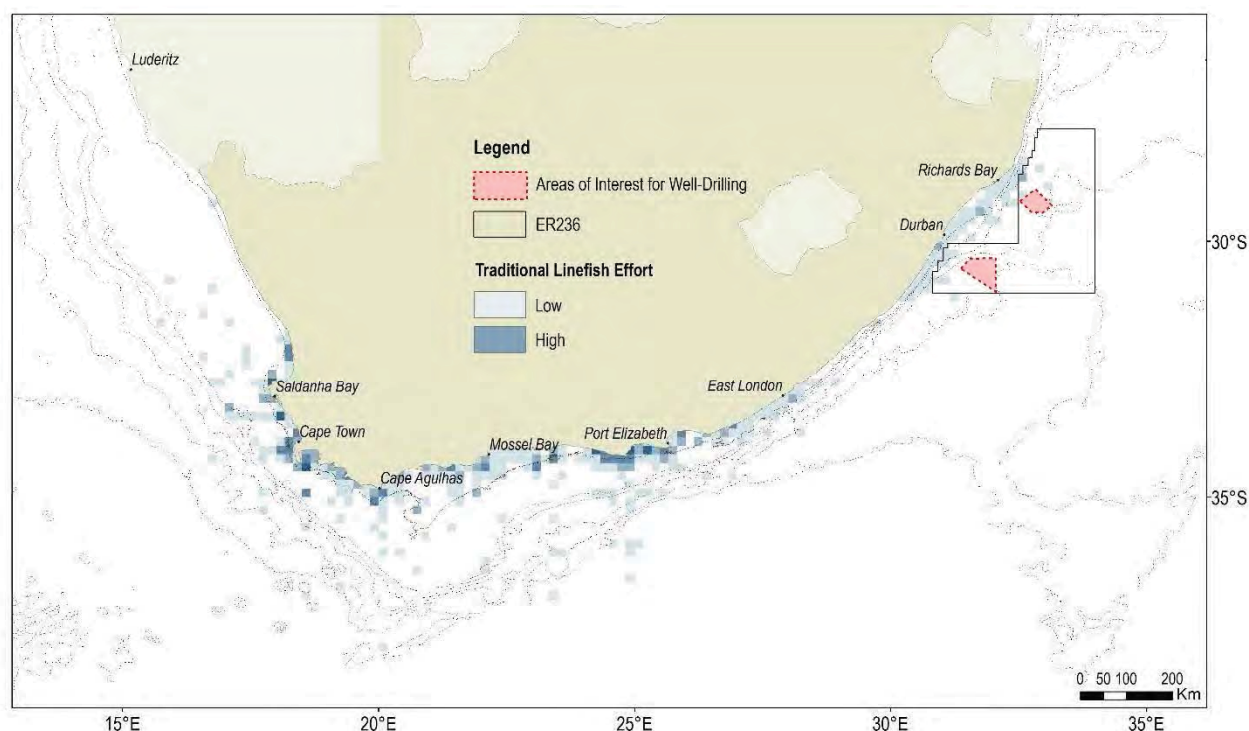 Luderitz
Legend
Areas of Interest for Well-Drilling
ER236
Traditional Linefish Effort
Low
High
Richards Bay
Durban
30°S
East London
Saldanha Bay
Cape Town
Mossel Bay
Port Elizabeth
Cape Agulhas
35°S
0 50 100 200
Km
15°E 20°E 25°E 30°E 35°E